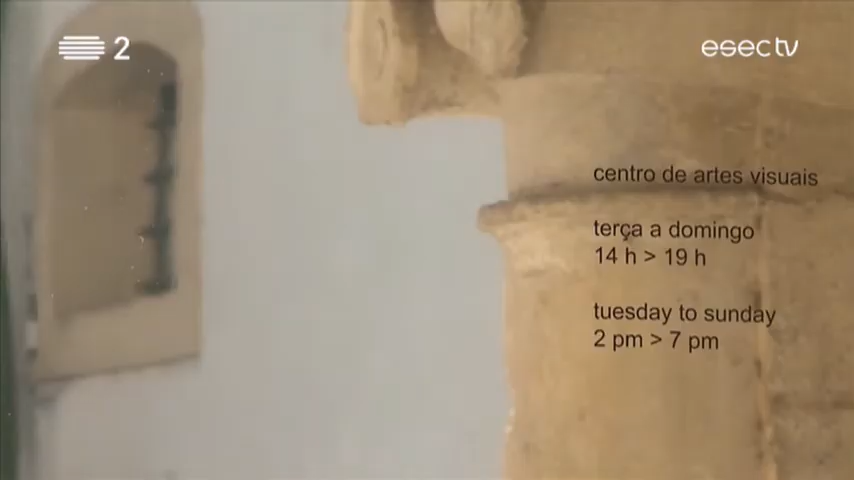 2
esectv
centro de artes visuais
terça a domingo
14 h > 19 h
tuesday to sunday
2 pm > 7 pm